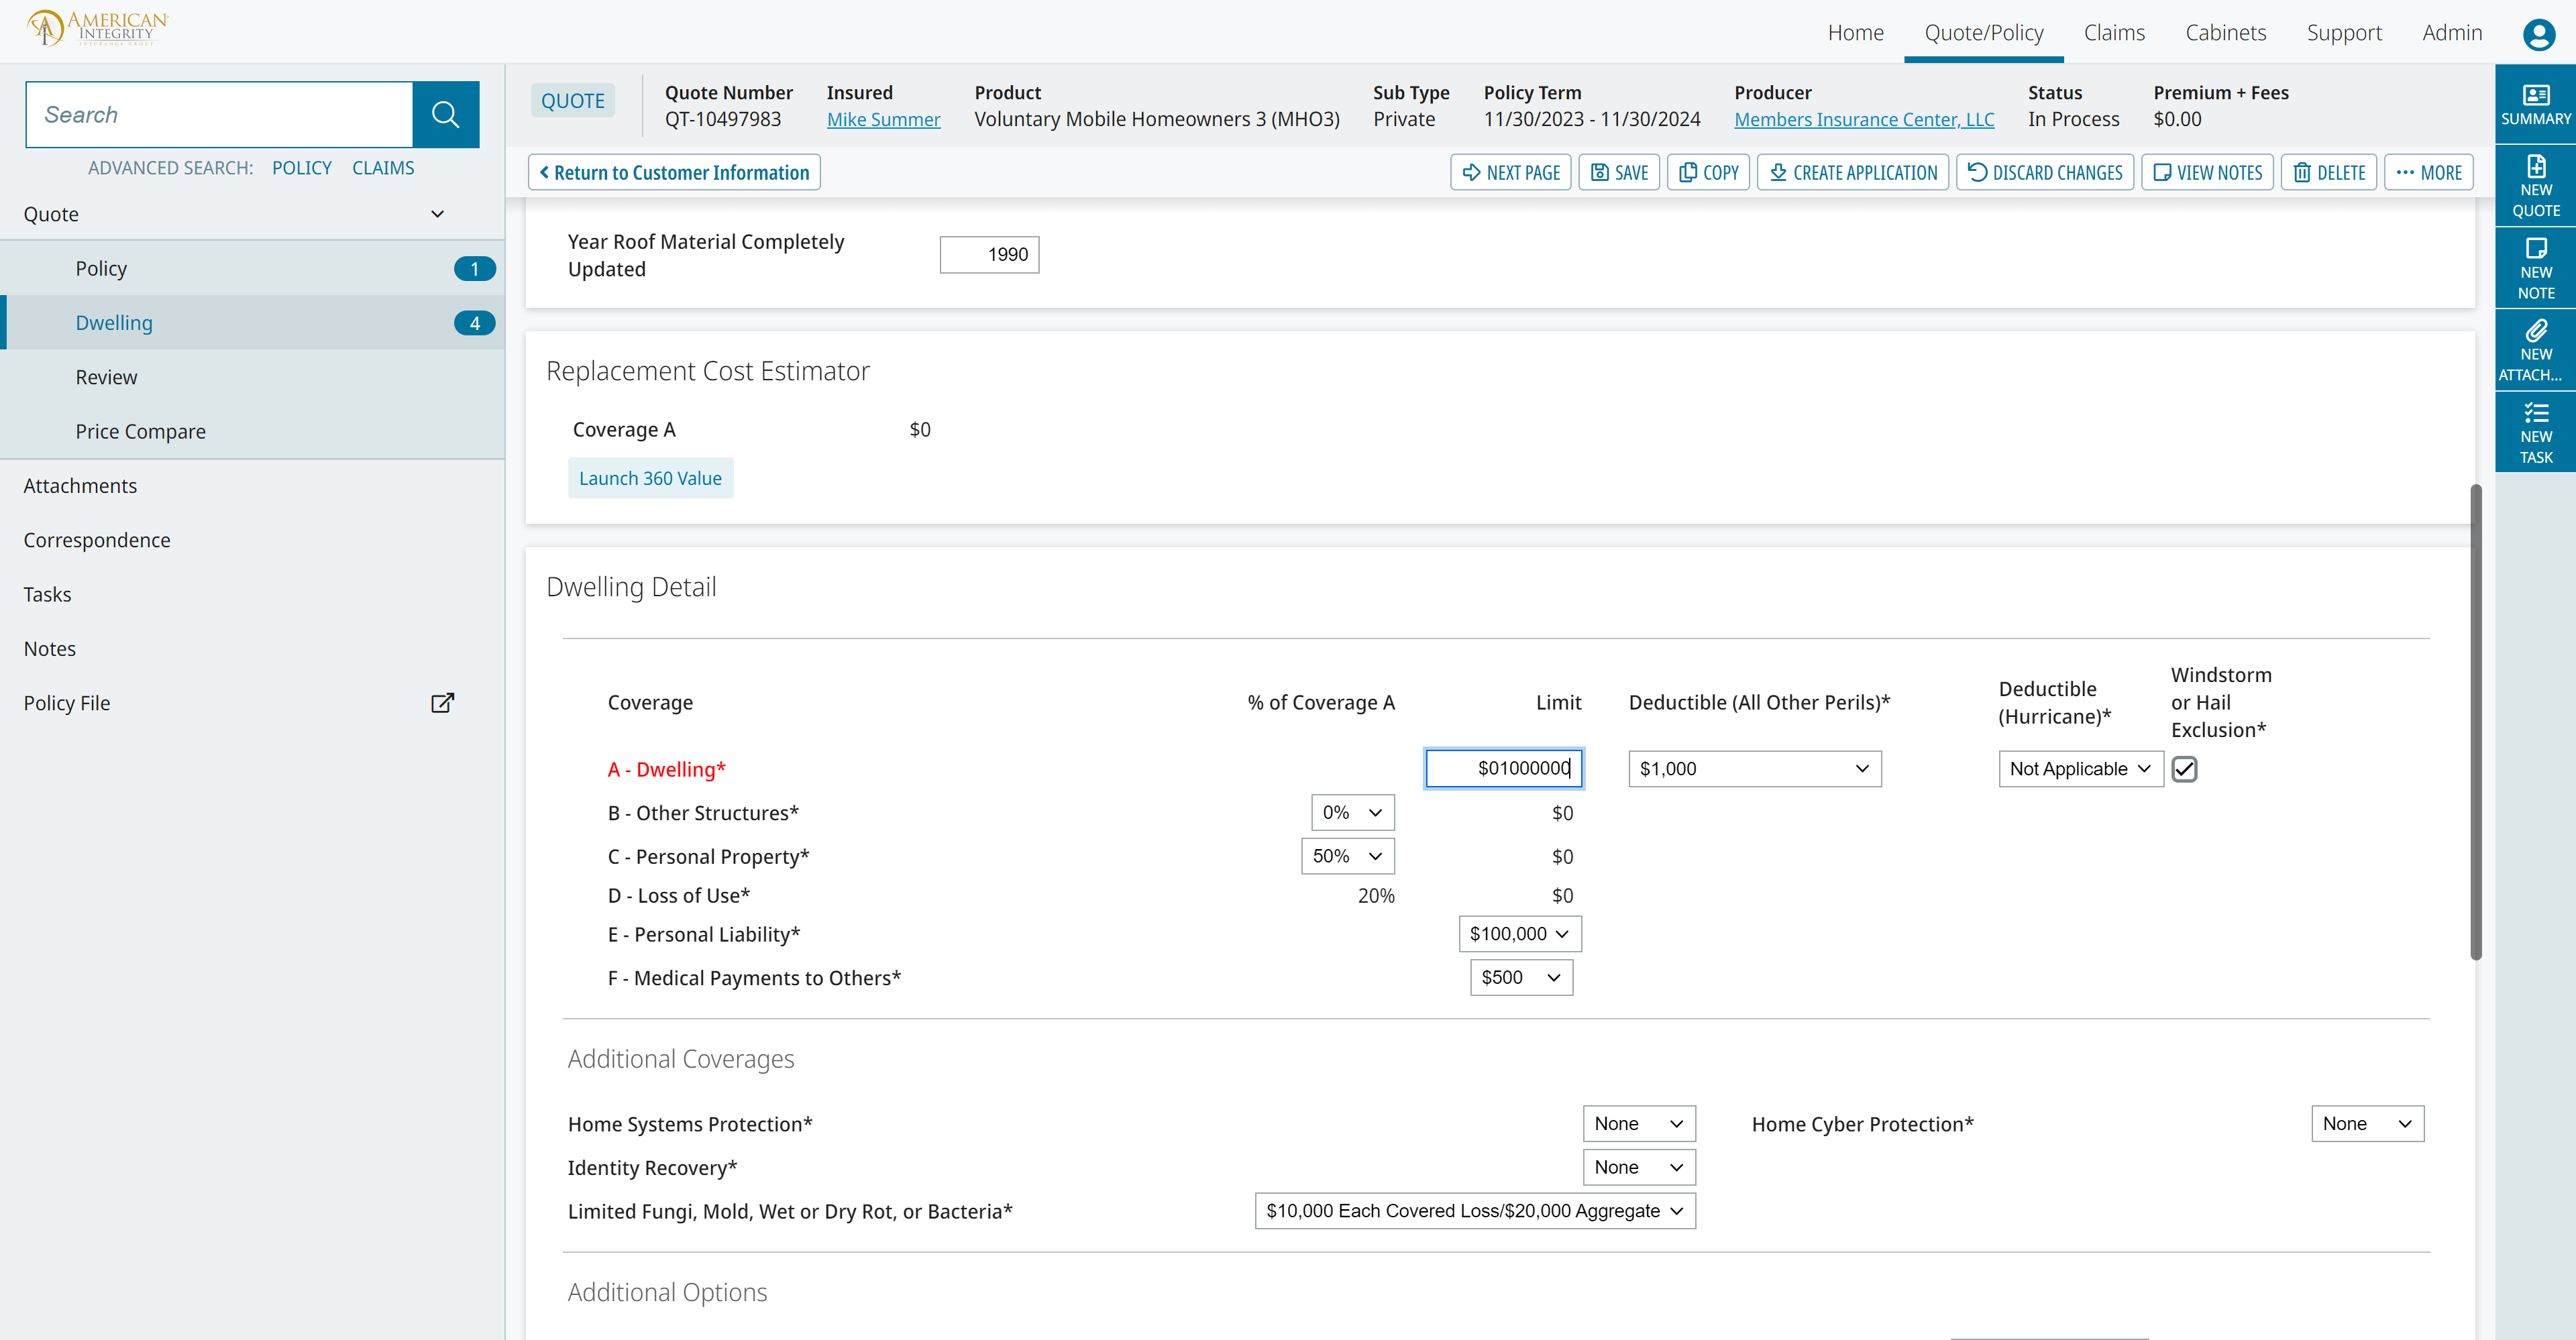 AMERICAN
INTEGRITY
INSURANCE GROUP
Home
Quote/Policy
Claims
Cabinets
Support
Admin
Search
ADVANCED SEARCH: POLICY CLAIMS
Quote
Policy 1
Dwelling 4
Review
Price Compare
Attachments
Correspondence
Tasks
Notes
Policy File
QUOTE
Quote Number
QT-10497983
Insured
Mike Summer
Product
Voluntary Mobile Homeowners 3 (MHO3)
Sub Type
Private
Policy Term
11/30/2023 - 11/30/2024
Producer
Members Insurance Center, LLC
Status
In Process
Premium + Fees
$0.00
Return to Customer Information
NEXT PAGE
SAVE
COPY
CREATE APPLICATION
DISCARD CHANGES
VIEW NOTES
DELETE
MORE
Year Roof Material Completely
Updated
1990
Replacement Cost Estimator
Coverage A $0
Launch 360 Value
Dwelling Detail
Coverage
% of Coverage A
Limit
Deductible (All Other Perils)*
Deductible
(Hurricane)*
Windstorm
or Hail
Exclusion*
A - Dwelling* $01000000 $1,000 Not Applicable
B - Other Structures* 0% $0
C - Personal Property* 50% $0
D - Loss of Use* 20% $0
E - Personal Liability* $100,000
F - Medical Payments to Others* $500
Additional Coverages
Home Systems Protection* None Home Cyber Protection* None
Identity Recovery* None
Limited Fungi, Mold, Wet or Dry Rot, or Bacteria* $10,000 Each Covered Loss/$20,000 Aggregate
Additional Options
SUMMARY
NEW
QUOTE
NEW
NOTE
NEW
ATTACH...
NEW
TASK